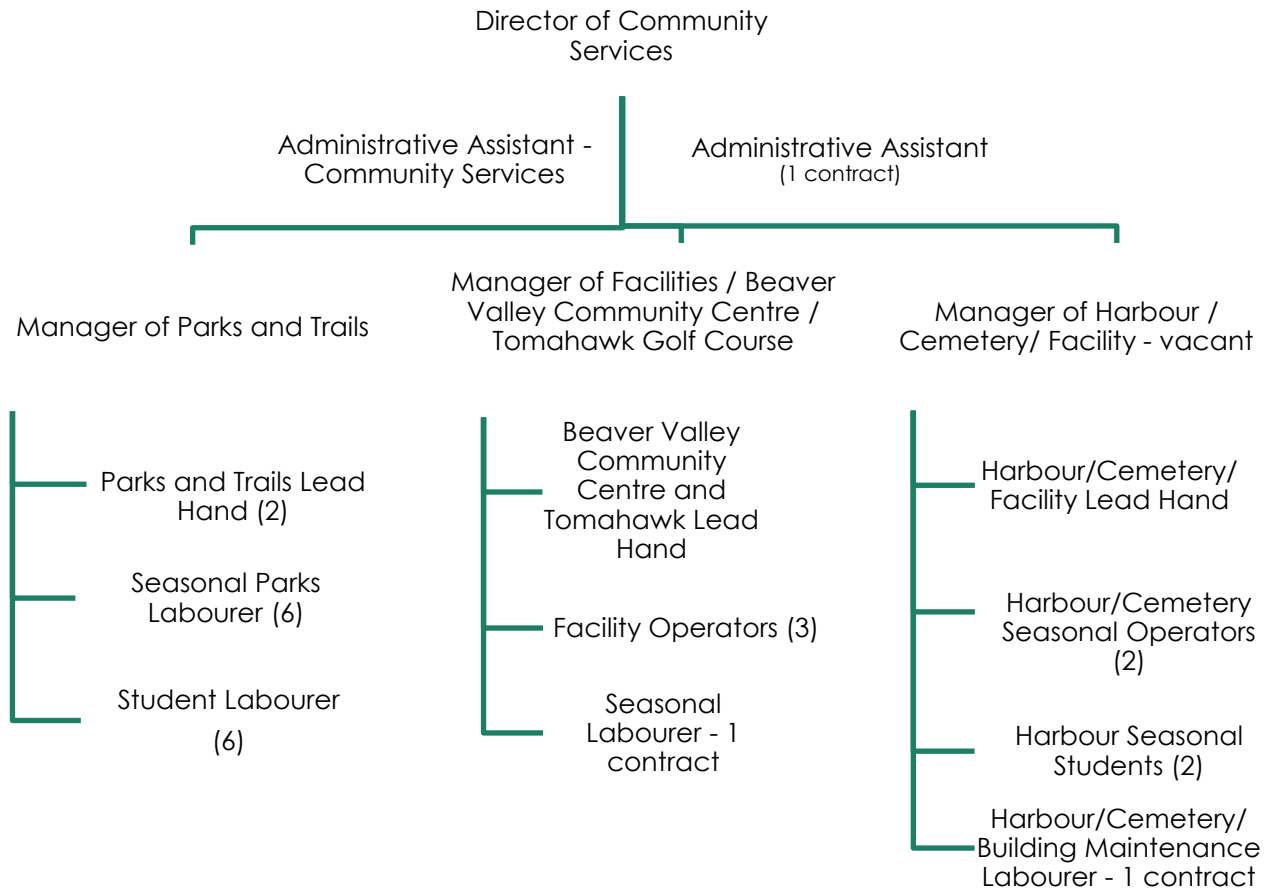 Director of Community
Services
Administrative Assistant -
Community Services
Administrative Assistant
(1 contract)
Manager of Parks and Trails
Manager of Facilities / Beaver
Valley Community Centre /
Tomahawk Golf Course
Manager of Harbour /
Cemetery/ Facility - vacant
Parks and Trails Lead
Hand (2)
Seasonal Parks
Labourer (6)
Student Labourer
(6)
Beaver Valley
Community
Centre and
Tomahawk Lead
Hand
Facility Operators (3)
Seasonal
Labourer - 1
contract
Harbour/Cemetery/
Facility Lead Hand
Harbour/Cemetery
Seasonal Operators
(2)
Harbour Seasonal
Students (2)
Harbour/Cemetery/
Building Maintenance
Labourer - 1 contract